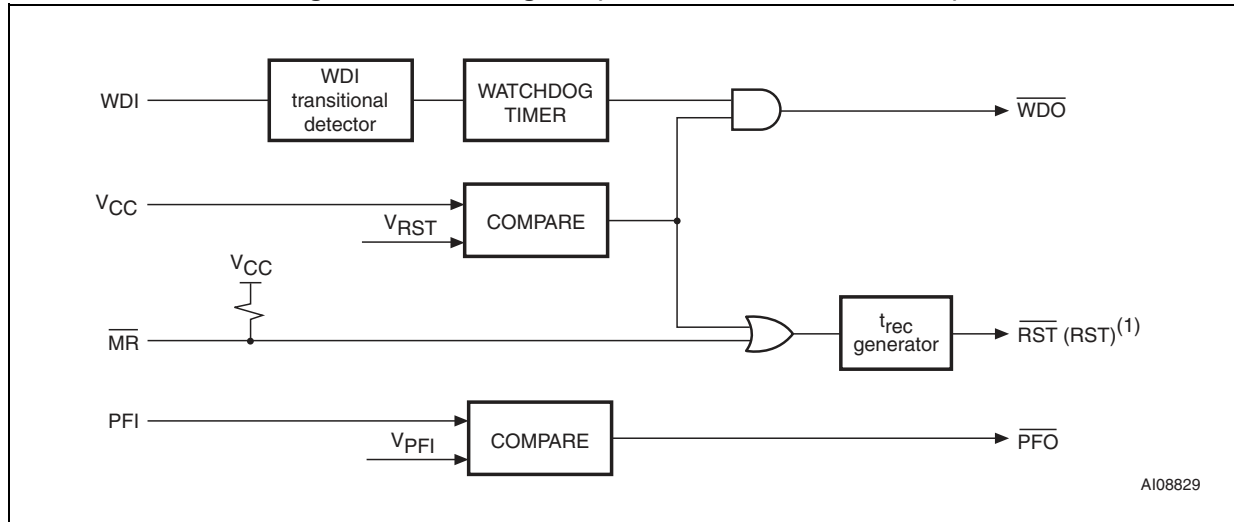 WDI
WDI
transitional
detector
WATCHDOG
TIMER
WDO
VCC
VRST
COMPARE
VCC
MR
trec
generator
RST (RST)(1)
PFI
VPFI
COMPARE
PFO
AI08829